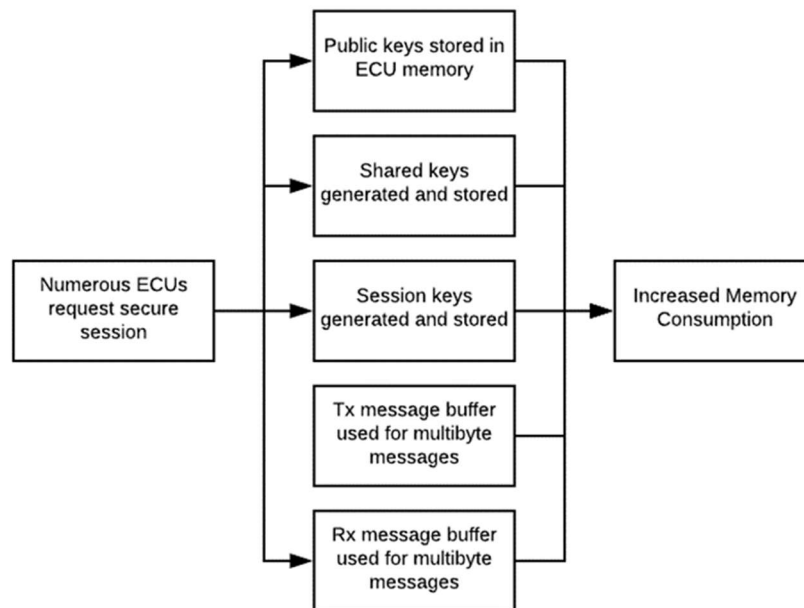 Public keys stored in
ECU memory
Shared keys
generated and stored
Numerous ECUs
request secure
session
Session keys
generated and stored
Increased Memory
Consumption
Tx message buffer
used for multibyte
messages
Rx message buffer
used for multibyte
messages